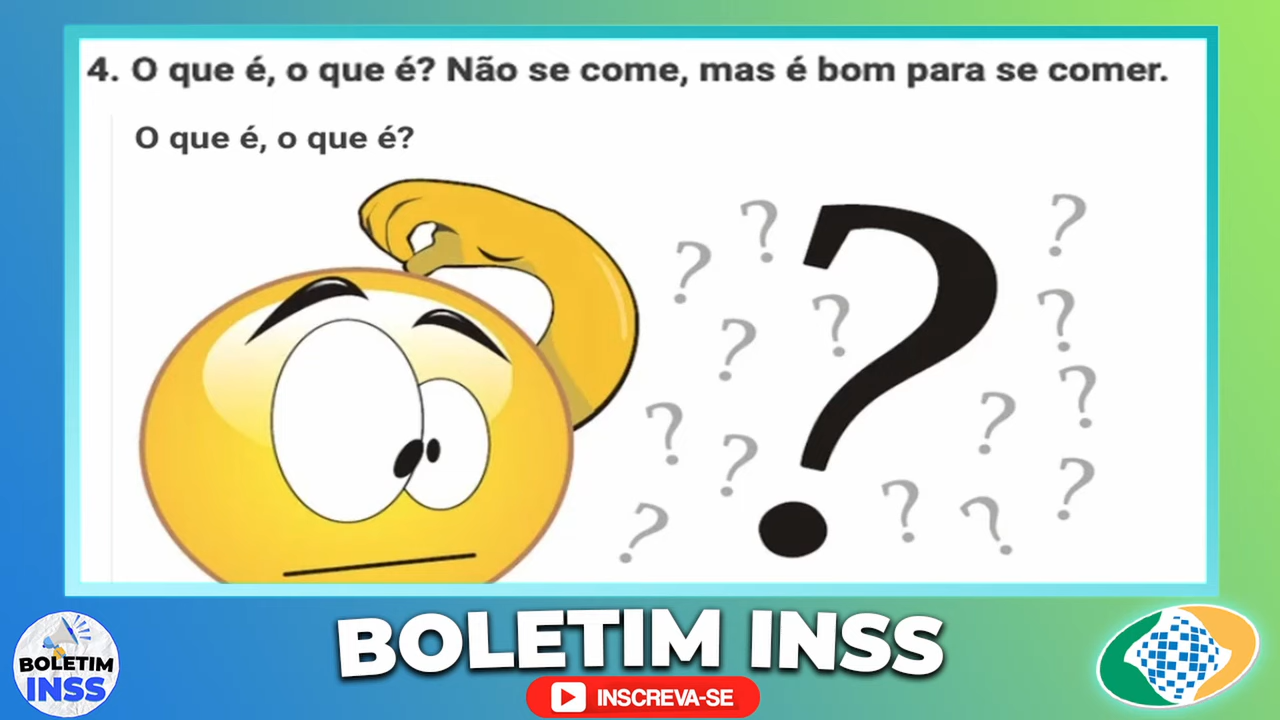 4. O que é, o que é? Não se come, mas é bom para se comer.
O que é, o que é?
BOLETIM INSS
INSCREVA-SE
BOLETIM
INSS